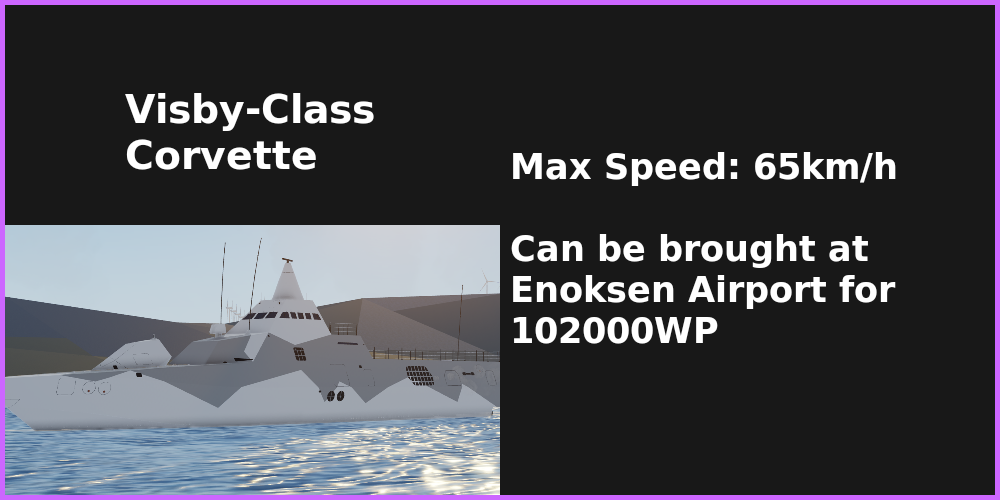 Visby-Class
Corvette
Max Speed: 65km/h
Can be brought at
Enoksen Airport for
102000WP